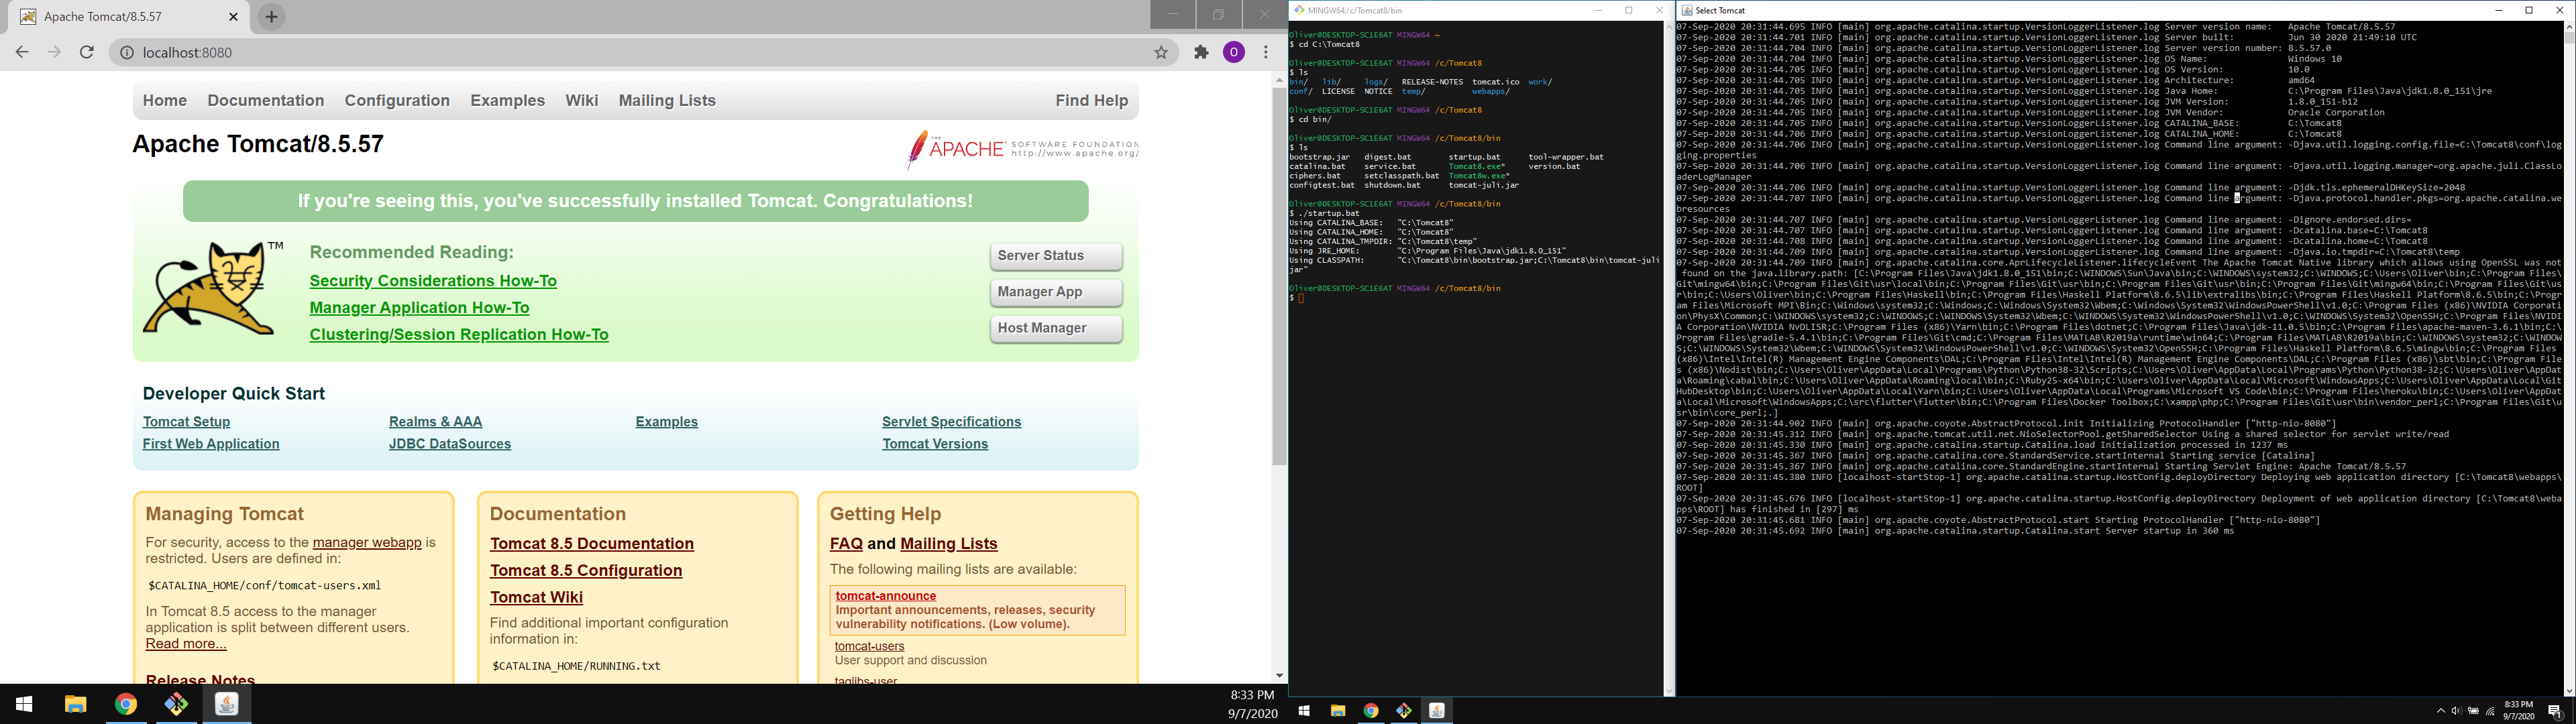 Apache Tomcat/8.5.57
localhost:8080
O
Home Documentation Configuration Examples Wiki Mailing Lists Find Help
Apache Tomcat/8.5.57
THE
APACHE SOFTWARE FOUNDATION
http://www.apache.org/
If you're seeing this, you've successfully installed Tomcat. Congratulations!
TM
Recommended Reading:
Security Considerations How-To
Manager Application How-To
Clustering/Session Replication How-To
Server Status
Manager App
Host Manager
Developer Quick Start
Tomcat Setup Realms & AAA Examples Servlet Specifications
First Web Application JDBC DataSources Tomcat Versions
Managing Tomcat
For security, access to the manager webapp is
restricted. Users are defined in:
$CATALINA_HOME/conf/tomcat-users.xml
In Tomcat 8.5 access to the manager
application is split between different users.
Read more...
Release Notes
Documentation
Tomcat 8.5 Documentation
Tomcat 8.5 Configuration
Tomcat Wiki
Find additional important configuration
information in:
$CATALINA_HOME/RUNNING.txt
Getting Help
FAQ and Mailing Lists
The following mailing lists are available:
tomcat-announce
Important announcements, releases, security
vulnerability notifications. (Low volume).
tomcat-users
User support and discussion
taglibs-user
8:33 PM
9/7/2020
MINGW64:/c/Tomcat8/bin
Oliver@DESKTOP-SC1E6AT MINGW64 ~
$ cd C:\Tomcat8
Oliver@DESKTOP-SC1E6AT MINGW64 /c/Tomcat8
$ ls
bin/ lib/ logs/ RELEASE-NOTES tomcat.ico work/
conf/ LICENSE NOTICE temp/ webapps/
Oliver@DESKTOP-SC1E6AT MINGW64 /c/Tomcat8
$ cd bin/
Oliver@DESKTOP-SC1E6AT MINGW64 /c/Tomcat8/bin
$ ls
bootstrap.jar digest.bat startup.bat tool-wrapper.bat
catalina.bat service.bat Tomcat8.exe* version.bat
ciphers.bat setclasspath.bat Tomcat8w.exe*
configtest.bat shutdown.bat tomcat-juli.jar
Oliver@DESKTOP-SC1E6AT MINGW64 /c/Tomcat8/bin
$ ./startup.bat
Using CATALINA_BASE: "C:\Tomcat8"
Using CATALINA_HOME: "C:\Tomcat8"
Using CATALINA_TMPDIR: "C:\Tomcat8\temp"
Using JRE_HOME: "C:\Program Files\Java\jdk1.8.0_151"
Using CLASSPATH: "C:\Tomcat8\bin\bootstrap.jar;C:\Tomcat8\bin\tomcat-juli.
jar"
Oliver@DESKTOP-SC1E6AT MINGW64 /c/Tomcat8/bin
$
Select Tomcat
07-Sep-2020 20:31:44.695 INFO [main] org.apache.catalina.startup.VersionLoggerListener.log Server version name: Apache Tomcat/8.5.57
07-Sep-2020 20:31:44.701 INFO [main] org.apache.catalina.startup.VersionLoggerListener.log Server built: Jun 30 2020 21:49:10 UTC
07-Sep-2020 20:31:44.704 INFO [main] org.apache.catalina.startup.VersionLoggerListener.log Server version number: 8.5.57.0
07-Sep-2020 20:31:44.704 INFO [main] org.apache.catalina.startup.VersionLoggerListener.log OS Name: Windows 10
07-Sep-2020 20:31:44.705 INFO [main] org.apache.catalina.startup.VersionLoggerListener.log OS Version: 10.0
07-Sep-2020 20:31:44.705 INFO [main] org.apache.catalina.startup.VersionLoggerListener.log Architecture: amd64
07-Sep-2020 20:31:44.705 INFO [main] org.apache.catalina.startup.VersionLoggerListener.log Java Home: C:\Program Files\Java\jdk1.8.0_151\jre
07-Sep-2020 20:31:44.705 INFO [main] org.apache.catalina.startup.VersionLoggerListener.log JVM Version: 1.8.0_151-b12
07-Sep-2020 20:31:44.705 INFO [main] org.apache.catalina.startup.VersionLoggerListener.log JVM Vendor: Oracle Corporation
07-Sep-2020 20:31:44.705 INFO [main] org.apache.catalina.startup.VersionLoggerListener.log CATALINA_BASE: C:\Tomcat8
07-Sep-2020 20:31:44.706 INFO [main] org.apache.catalina.startup.VersionLoggerListener.log CATALINA_HOME: C:\Tomcat8
07-Sep-2020 20:31:44.706 INFO [main] org.apache.catalina.startup.VersionLoggerListener.log Command line argument: -Djava.util.logging.config.file=C:\Tomcat8\conf\log
ging.properties
07-Sep-2020 20:31:44.706 INFO [main] org.apache.catalina.startup.VersionLoggerListener.log Command line argument: -Djava.util.logging.manager=org.apache.juli.ClassLo
aderLogManager
07-Sep-2020 20:31:44.706 INFO [main] org.apache.catalina.startup.VersionLoggerListener.log Command line argument: -Djdk.tls.ephemeralDHKeySize=2048
07-Sep-2020 20:31:44.707 INFO [main] org.apache.catalina.startup.VersionLoggerListener.log Command line argument: -Djava.protocol.handler.pkgs=org.apache.catalina.we
bresources
07-Sep-2020 20:31:44.707 INFO [main] org.apache.catalina.startup.VersionLoggerListener.log Command line argument: -Dignore.endorsed.dirs=
07-Sep-2020 20:31:44.707 INFO [main] org.apache.catalina.startup.VersionLoggerListener.log Command line argument: -Dcatalina.base=C:\Tomcat8
07-Sep-2020 20:31:44.708 INFO [main] org.apache.catalina.startup.VersionLoggerListener.log Command line argument: -Dcatalina.home=C:\Tomcat8
07-Sep-2020 20:31:44.709 INFO [main] org.apache.catalina.startup.VersionLoggerListener.log Command line argument: -Djava.io.tmpdir=C:\Tomcat8\temp
07-Sep-2020 20:31:44.709 INFO [main] org.apache.catalina.core.AprLifecycleListener.lifecycleEvent The Apache Tomcat Native library which allows using OpenSSL was not
found on the java.library.path: [C:\Program Files\Java\jdk1.8.0_151\bin;C:\WINDOWS\Sun\Java\bin;C:\WINDOWS\system32;C:\WINDOWS;C:\Users\Oliver\bin;C:\Program Files\
Git\mingw64\bin;C:\Program Files\Git\usr\local\bin;C:\Program Files\Git\usr\bin;C:\Program Files\Git\usr\bin;C:\Program Files\Git\mingw64\bin;C:\Program Files\Git\us
r\bin;C:\Users\Oliver\bin;C:\Program Files\Haskell\bin;C:\Program Files\Haskell Platform\8.6.5\lib\extralibs\bin;C:\Program Files\Haskell Platform\8.6.5\bin;C:\Progr
am Files\Microsoft MPI\Bin;C:\Windows\system32;C:\Windows;C:\Windows\System32\Wbem;C:\Windows\System32\WindowsPowerShell\v1.0;C:\Program Files (x86)\NVIDIA Corporati
on\PhysX\Common;C:\WINDOWS\system32;C:\WINDOWS;C:\WINDOWS\System32\Wbem;C:\WINDOWS\System32\WindowsPowerShell\v1.0;C:\WINDOWS\System32\OpenSSH;C:\Program Files\NVIDI
A Corporation\NVIDIA NvDLISR;C:\Program Files (x86)\Yarn\bin;C:\Program Files\dotnet;C:\Program Files\Java\jdk-11.0.5\bin;C:\Program Files\apache-maven-3.6.1\bin;C:\
Program Files\gradle-5.4.1\bin;C:\Program Files\Git\cmd;C:\Program Files\MATLAB\R2019a\runtime\win64;C:\Program Files\MATLAB\R2019a\bin;C:\WINDOWS\system32;C:\WINDOW
S;C:\WINDOWS\System32\Wbem;C:\WINDOWS\System32\WindowsPowerShell\v1.0;C:\WINDOWS\System32\OpenSSH;C:\Program Files\Haskell Platform\8.6.5\mingw\bin;C:\Program Files
(x86)\Intel\Intel(R) Management Engine Components\DAL;C:\Program Files\Intel\Intel(R) Management Engine Components\DAL;C:\Program Files (x86)\sbt\bin;C:\Program File
s (x86)\Nodist\bin;C:\Users\Oliver\AppData\Local\Programs\Python\Python38-32\Scripts;C:\Users\Oliver\AppData\Local\Programs\Python\Python38-32;C:\Users\Oliver\AppDat
a\Roaming\cabal\bin;C:\Users\Oliver\AppData\Roaming\local\bin;C:\Ruby25-x64\bin;C:\Users\Oliver\AppData\Local\Microsoft\WindowsApps;C:\Users\Oliver\AppData\Local\Git
HubDesktop\bin;C:\Users\Oliver\AppData\Local\Yarn\bin;C:\Users\Oliver\AppData\Local\Programs\Microsoft VS Code\bin;C:\Program Files\heroku\bin;C:\Users\Oliver\AppDat
a\Local\Microsoft\WindowsApps;C:\src\flutter\flutter\bin;C:\Program Files\Docker Toolbox;C:\xampp\php;C:\Program Files\Git\usr\bin\vendor_perl;C:\Program Files\Git\u
sr\bin\core_perl;.]
07-Sep-2020 20:31:44.902 INFO [main] org.apache.coyote.AbstractProtocol.init Initializing ProtocolHandler ["http-nio-8080"]
07-Sep-2020 20:31:45.312 INFO [main] org.apache.tomcat.util.net.NioSelectorPool.getSharedSelector Using a shared selector for servlet write/read
07-Sep-2020 20:31:45.330 INFO [main] org.apache.catalina.startup.Catalina.load Initialization processed in 1237 ms
07-Sep-2020 20:31:45.367 INFO [main] org.apache.catalina.core.StandardService.startInternal Starting service [Catalina]
07-Sep-2020 20:31:45.367 INFO [main] org.apache.catalina.core.StandardEngine.startInternal Starting Servlet Engine: Apache Tomcat/8.5.57
07-Sep-2020 20:31:45.380 INFO [localhost-startStop-1] org.apache.catalina.startup.HostConfig.deployDirectory Deploying web application directory [C:\Tomcat8\webapps\
ROOT]
07-Sep-2020 20:31:45.676 INFO [localhost-startStop-1] org.apache.catalina.startup.HostConfig.deployDirectory Deployment of web application directory [C:\Tomcat8\weba
pps\ROOT] has finished in [297] ms
07-Sep-2020 20:31:45.681 INFO [main] org.apache.coyote.AbstractProtocol.start Starting ProtocolHandler ["http-nio-8080"]
07-Sep-2020 20:31:45.692 INFO [main] org.apache.catalina.startup.Catalina.start Server startup in 360 ms
8:33 PM
9/7/2020